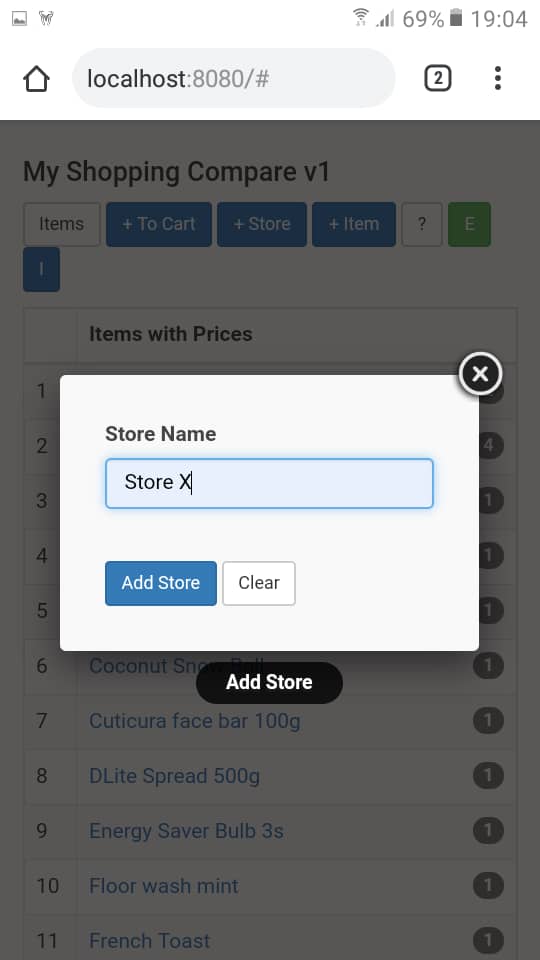 69% 19:04
localhost:8080/#
2
My Shopping Compare v1
Items + To Cart + Store + Item ? E
I
Items with Prices
1
Store Name
2 4
Store X
3 1
4 1
Add Store Clear
5 1
6 Coconut Snow Ball 1
Add Store
7 Cuticura face bar 100g 1
8 DLite Spread 500g 1
9 Energy Saver Bulb 3s 1
10 Floor wash mint 1
11 French Toast 1